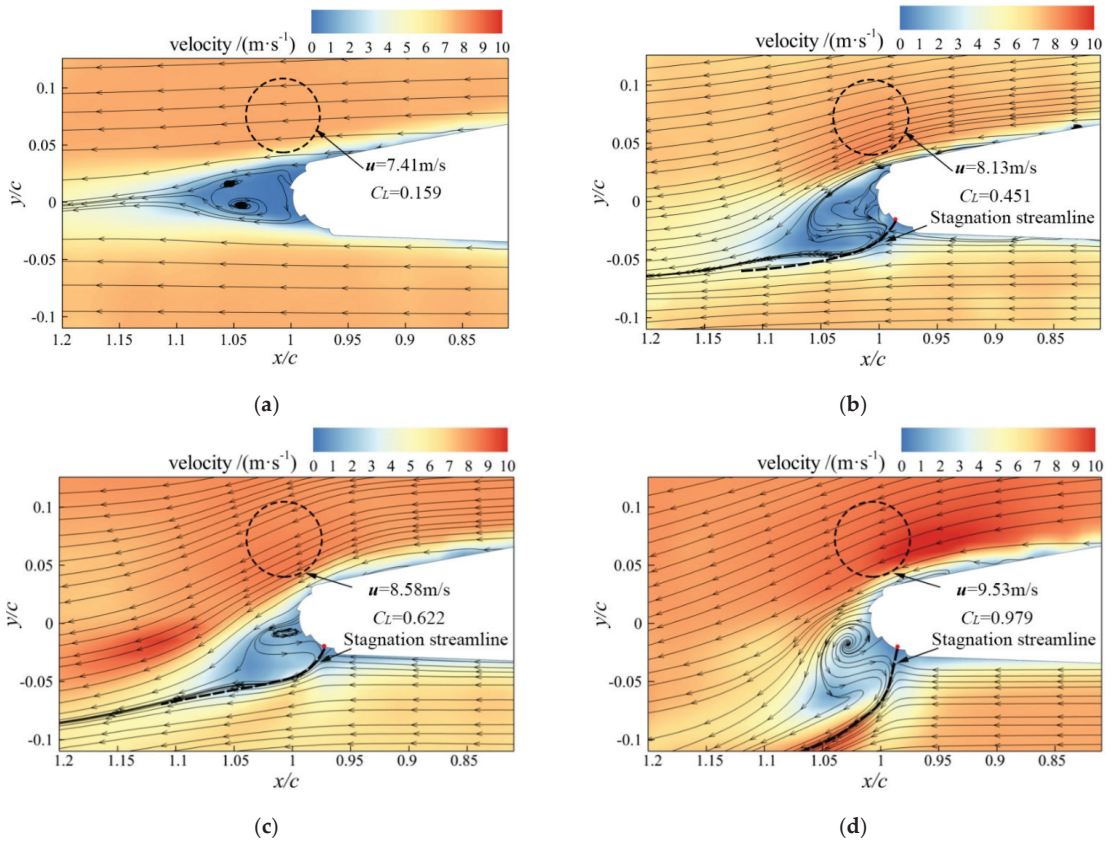 velocity /(m·s⁻¹) 0 1 2 3 4 5 6 7 8 9 10
y/c
0.1
0.05
0
-0.05
-0.1
u=7.41m/s
C_L=0.159
1.2 1.15 1.1 1.05 1 0.95 0.9 0.85
x/c
(a)
velocity /(m·s⁻¹) 0 1 2 3 4 5 6 7 8 9 10
y/c
0.1
0.05
0
-0.05
-0.1
u=8.13m/s
C_L=0.451
Stagnation streamline
1.2 1.15 1.1 1.05 1 0.95 0.9 0.85
x/c
(b)
velocity /(m·s⁻¹) 0 1 2 3 4 5 6 7 8 9 10
y/c
0.1
0.05
0
-0.05
-0.1
u=8.58m/s
C_L=0.622
Stagnation streamline
1.2 1.15 1.1 1.05 1 0.95 0.9 0.85
x/c
(c)
velocity /(m·s⁻¹) 0 1 2 3 4 5 6 7 8 9 10
y/c
0.1
0.05
0
-0.05
-0.1
u=9.53m/s
C_L=0.979
Stagnation streamline
1.2 1.15 1.1 1.05 1 0.95 0.9 0.85
x/c
(d)